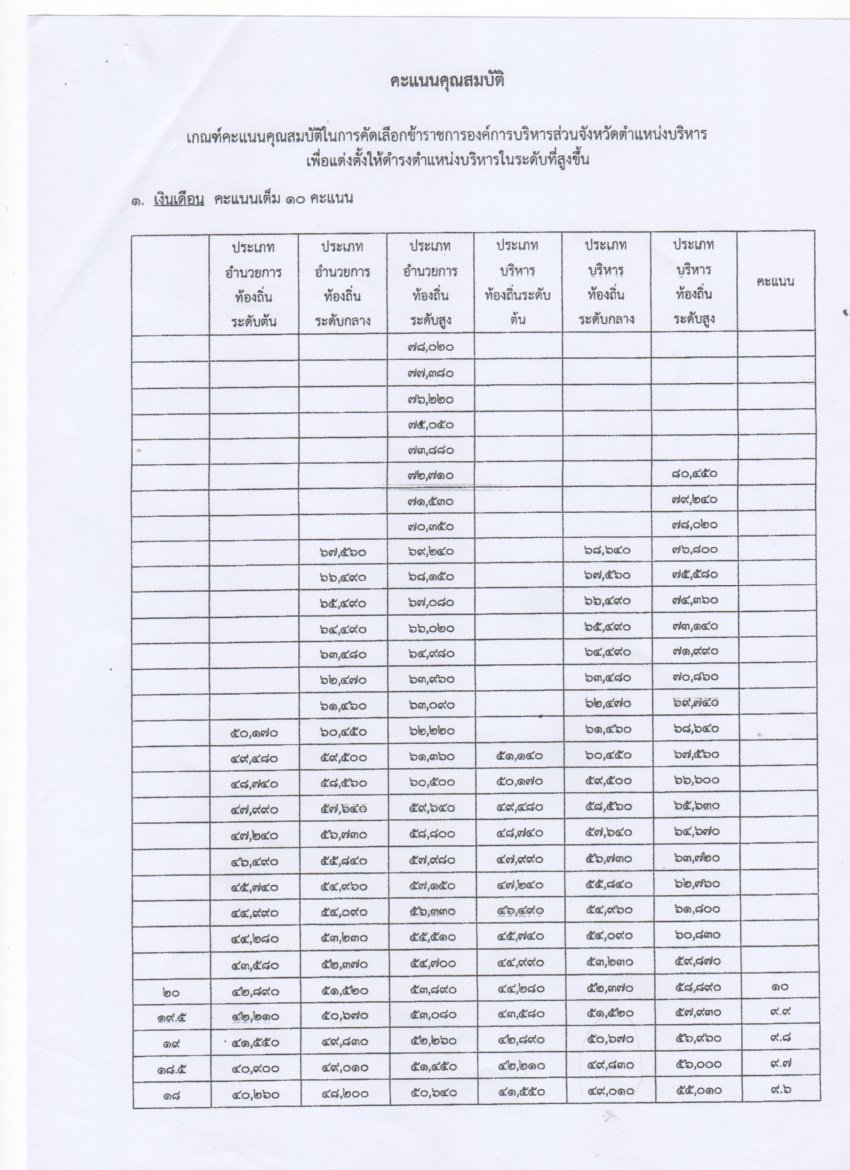 คะแนนคุณสมบัติ
เกณฑ์คะแนนคุณสมบัติในการคัดเลือกข้าราชการองค์การบริหารส่วนจังหวัดตำแหน่งบริหาร
เพื่อแต่งตั้งให้ดำรงตำแหน่งบริหารในระดับที่สูงขึ้น
๑. เงินเดือน คะแนนเต็ม ๑๐ คะแนน
ประเภท ประเภท ประเภท ประเภท ประเภท ประเภท
อำนวยการ อำนวยการ อำนวยการ บริหาร บริหาร บริหาร คะแนน
ท้องถิ่น ท้องถิ่น ท้องถิ่น ท้องถิ่นระดับ ท้องถิ่น ท้องถิ่น
ระดับต้น ระดับกลาง ระดับสูง ต้น ระดับกลาง ระดับสูง
๗๘,๐๒๐
๗๗,๓๘๐
๗๖,๒๒๐
๗๕,๐๕๐
๗๓,๘๘๐
๗๒,๗๑๐ ๘๐,๔๕๐
๗๑,๕๓๐ ๗๙,๒๔๐
๗๐,๓๕๐ ๗๘,๐๒๐
๖๗,๕๖๐ ๖๙,๒๔๐ ๖๘,๖๔๐ ๗๖,๘๐๐
๖๖,๔๙๐ ๖๘,๑๕๐ ๖๗,๕๖๐ ๗๕,๕๘๐
๖๕,๔๙๐ ๖๗,๐๘๐ ๖๖,๔๙๐ ๗๔,๓๖๐
๖๔,๔๙๐ ๖๖,๐๒๐ ๖๕,๔๙๐ ๗๓,๑๔๐
๖๓,๔๘๐ ๖๔,๙๘๐ ๖๔,๔๙๐ ๗๑,๙๙๐
๖๒,๔๗๐ ๖๓,๙๖๐ ๖๓,๔๘๐ ๗๐,๘๖๐
๖๑,๔๖๐ ๖๓,๐๙๐ ๖๒,๔๗๐ ๖๙,๗๔๐
๕๐,๑๗๐ ๖๐,๔๕๐ ๖๒,๒๒๐ ๖๑,๔๖๐ ๖๘,๖๔๐
๔๙,๔๘๐ ๕๙,๕๐๐ ๖๑,๓๖๐ ๕๑,๑๔๐ ๖๐,๔๕๐ ๖๗,๕๖๐
๔๘,๗๔๐ ๕๘,๕๖๐ ๖๐,๕๐๐ ๕๐,๑๗๐ ๕๙,๕๐๐ ๖๖,๖๐๐
๔๗,๙๙๐ ๕๗,๖๔๐ ๕๙,๖๔๐ ๔๙,๔๘๐ ๕๘,๕๖๐ ๖๕,๖๓๐
๔๗,๒๔๐ ๕๖,๗๓๐ ๕๘,๘๐๐ ๔๘,๗๔๐ ๕๗,๖๔๐ ๖๔,๖๗๐
๔๖,๔๙๐ ๕๕,๘๔๐ ๕๗,๙๘๐ ๔๗,๙๙๐ ๕๖,๗๓๐ ๖๓,๗๒๐
๔๕,๗๔๐ ๕๔,๙๖๐ ๕๗,๑๕๐ ๔๗,๒๔๐ ๕๕,๘๔๐ ๖๒,๗๖๐
๔๔,๙๙๐ ๕๔,๐๙๐ ๕๖,๓๓๐ ๔๖,๔๙๐ ๕๔,๙๖๐ ๖๑,๘๐๐
๔๔,๒๘๐ ๕๓,๒๓๐ ๕๕,๕๑๐ ๔๕,๗๔๐ ๕๔,๐๙๐ ๖๐,๘๓๐
๔๓,๕๘๐ ๕๒,๓๗๐ ๕๔,๗๐๐ ๔๔,๙๙๐ ๕๓,๒๓๐ ๕๙,๘๗๐
๒๐ ๔๒,๘๙๐ ๕๑,๕๒๐ ๕๓,๘๙๐ ๔๔,๒๘๐ ๕๒,๓๗๐ ๕๘,๘๙๐ ๑๐
๑๙.๕ ๔๒,๒๑๐ ๕๐,๖๗๐ ๕๓,๐๘๐ ๔๓,๕๘๐ ๕๑,๕๒๐ ๕๗,๙๓๐ ๙.๙
๑๙ ๔๑,๕๕๐ ๔๙,๘๓๐ ๕๒,๒๖๐ ๔๒,๘๙๐ ๕๐,๖๗๐ ๕๖,๙๖๐ ๙.๘
๑๘.๕ ๔๐,๙๐๐ ๔๙,๐๑๐ ๕๑,๔๕๐ ๔๒,๒๑๐ ๔๙,๘๓๐ ๕๖,๐๐๐ ๙.๗
๑๘ ๔๐,๒๖๐ ๔๘,๒๐๐ ๕๐,๖๔๐ ๔๑,๕๕๐ ๔๙,๐๑๐ ๕๕,๐๑๐ ๙.๖